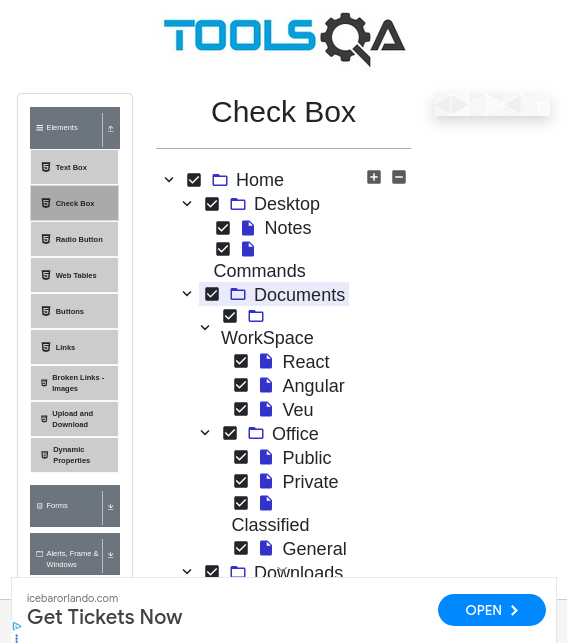 TOOLSQA
Check Box
Elements
Text Box
Check Box
Radio Button
Web Tables
Buttons
Links
Broken Links -
Images
Upload and
Download
Dynamic
Properties
Forms
Alerts, Frame &
Windows
Home
Desktop
Notes
Commands
Documents
WorkSpace
React
Angular
Veu
Office
Public
Private
Classified
General
Downloads
icebarorlando.com
Get Tickets Now
OPEN